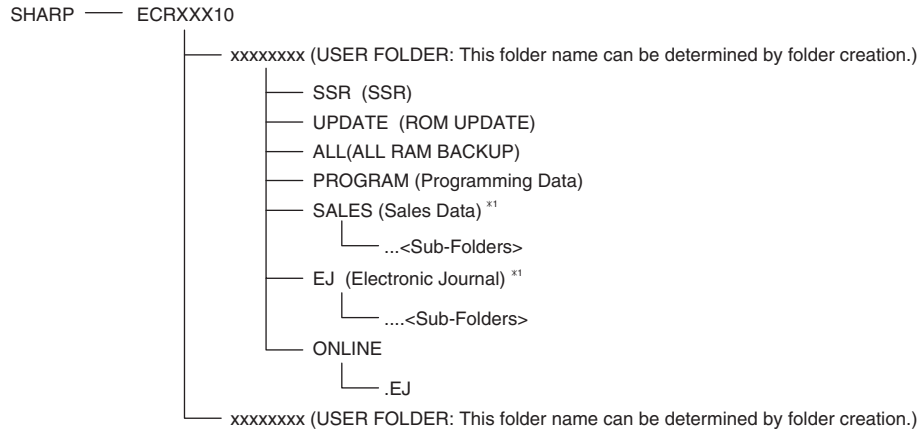 SHARP ECRXXX10
xxxxxxxx (USER FOLDER: This folder name can be determined by folder creation.)
SSR (SSR)
UPDATE (ROM UPDATE)
ALL(ALL RAM BACKUP)
PROGRAM (Programming Data)
SALES (Sales Data) *1
...<Sub-Folders>
EJ (Electronic Journal) *1
....<Sub-Folders>
ONLINE
.EJ
xxxxxxxx (USER FOLDER: This folder name can be determined by folder creation.)